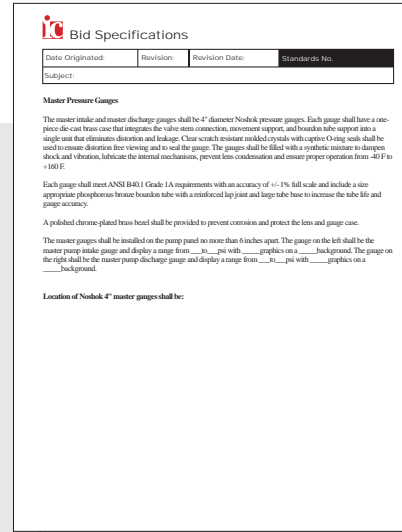 ic Bid Specifications
Date Originated: Revision: Revision Date: Standards No.
Subject:
Master Pressure Gauges
The master intake and master discharge gauges shall be 4" diameter Noshok pressure gauges. Each gauge shall have a one-
piece die-cast brass case that integrates the valve stem connection, movement support, and bourdon tube support into a
single unit that eliminates distortion and leakage. Clear scratch resistant molded crystals with captive O-ring seals shall be
used to ensure distortion free viewing and to seal the gauge. The gauges shall be filled with a synthetic mixture to dampen
shock and vibration, lubricate the internal mechanisms, prevent lens condensation and ensure proper operation from -40 F to
+160 F.
Each gauge shall meet ANSI B40.1 Grade 1A requirements with an accuracy of +/- 1% full scale and include a size
appropriate phosphorous bronze bourdon tube with a reinforced lap joint and large tube base to increase the tube life and
gauge accuracy.
A polished chrome-plated brass bezel shall be provided to prevent corrosion and protect the lens and gauge case.
The master gauges shall be installed on the pump panel no more than 6 inches apart. The gauge on the left shall be the
master pump intake gauge and display a range from ___to___psi with _____graphics on a _____background. The gauge on
the right shall be the master pump discharge gauge and display a range from ___to___psi with _____graphics on a
_____background.
Location of Noshok 4" master gauges shall be: